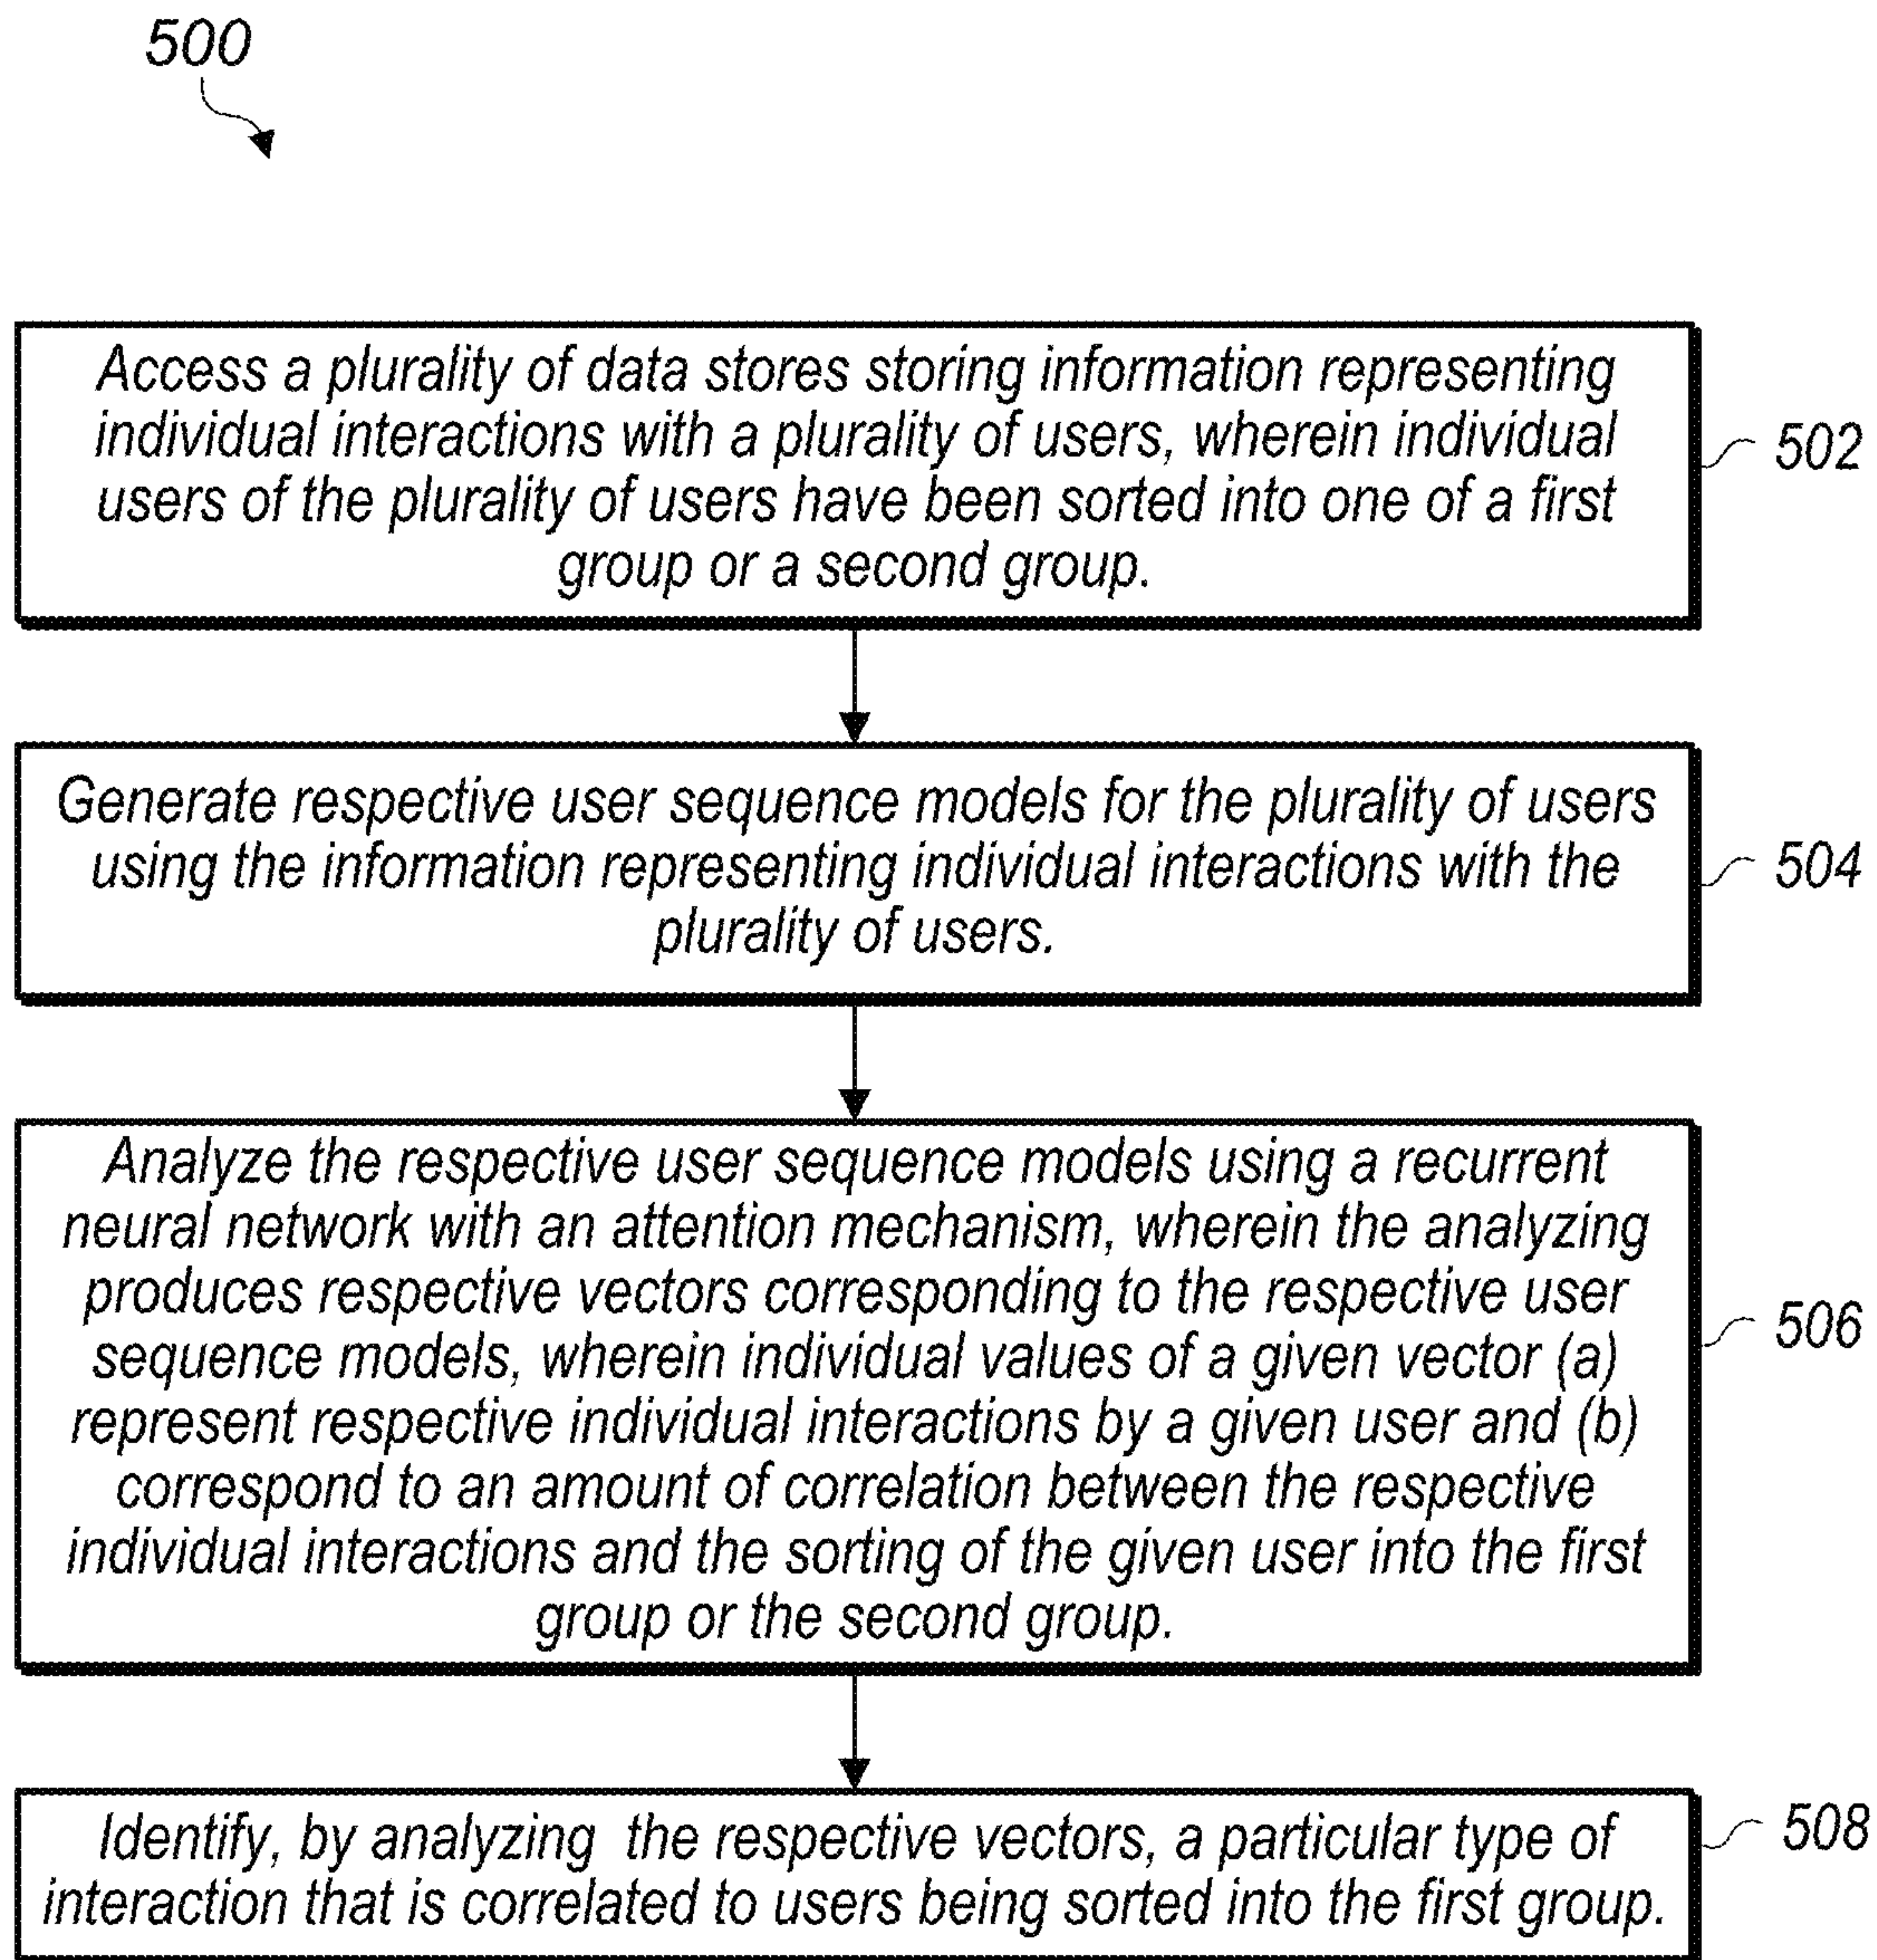 500
Access a plurality of data stores storing information representing
individual interactions with a plurality of users, wherein individual
users of the plurality of users have been sorted into one of a first
group or a second group.
502
Generate respective user sequence models for the plurality of users
using the information representing individual interactions with the
plurality of users.
504
Analyze the respective user sequence models using a recurrent
neural network with an attention mechanism, wherein the analyzing
produces respective vectors corresponding to the respective user
sequence models, wherein individual values of a given vector (a)
represent respective individual interactions by a given user and (b)
correspond to an amount of correlation between the respective
individual interactions and the sorting of the given user into the first
group or the second group.
506
Identify, by analyzing the respective vectors, a particular type of
interaction that is correlated to users being sorted into the first group.
508